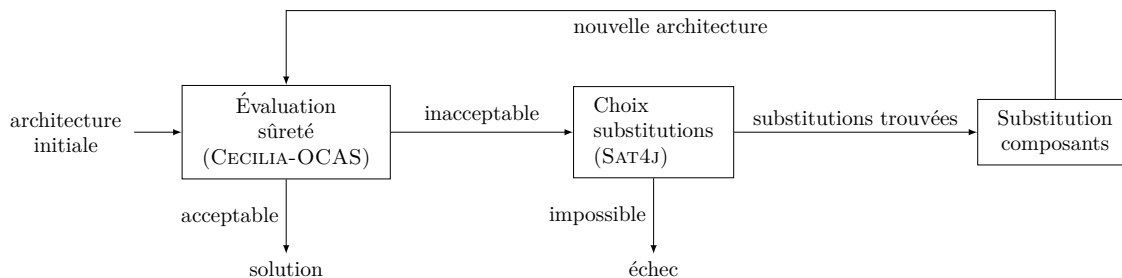 nouvelle architecture
architecture
initiale
Évaluation
sûreté
(CECILIA-OCAS)
inacceptable
Choix
substitutions
(SAT4J)
substitutions trouvées
Substitution
composants
acceptable
impossible
solution
échec